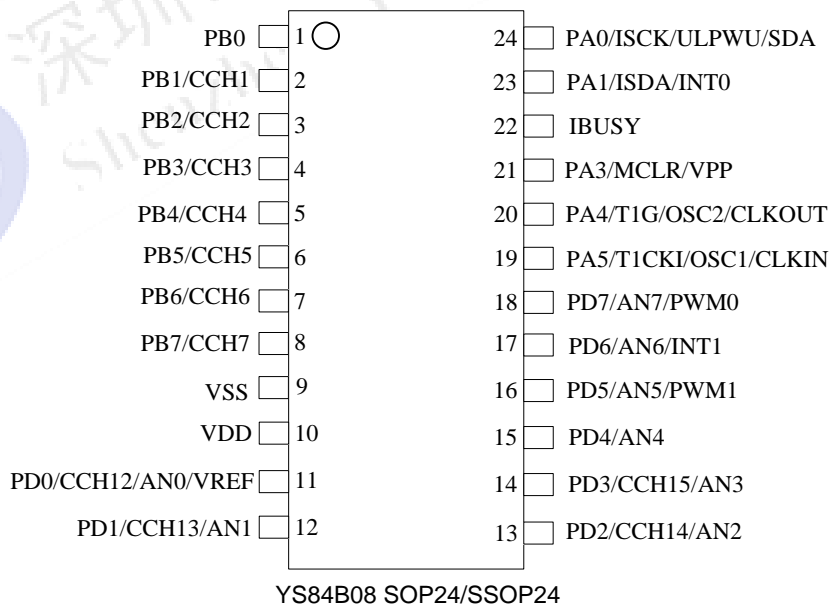 深圳
Shenzhen
PB0 1 24 PA0/ISCK/ULPWU/SDA
PB1/CCH1 2 23 PA1/ISDA/INT0
PB2/CCH2 3 22 IBUSY
PB3/CCH3 4 21 PA3/MCLR/VPP
PB4/CCH4 5 20 PA4/T1G/OSC2/CLKOUT
PB5/CCH5 6 19 PA5/T1CKI/OSC1/CLKIN
PB6/CCH6 7 18 PD7/AN7/PWM0
PB7/CCH7 8 17 PD6/AN6/INT1
VSS 9 16 PD5/AN5/PWM1
VDD 10 15 PD4/AN4
PD0/CCH12/AN0/VREF 11 14 PD3/CCH15/AN3
PD1/CCH13/AN1 12 13 PD2/CCH14/AN2
YS84B08 SOP24/SSOP24